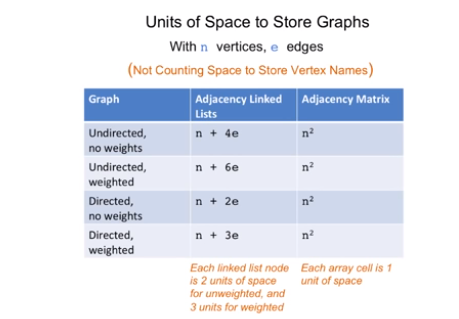 Units of Space to Store Graphs
With n vertices, e edges
(Not Counting Space to Store Vertex Names)
Graph Adjacency Linked Lists Adjacency Matrix
Undirected, no weights n + 4e n²
Undirected, weighted n + 6e n²
Directed, no weights n + 2e n²
Directed, weighted n + 3e n²
Each linked list node is 2 units of space for unweighted, and 3 units for weighted
Each array cell is 1 unit of space